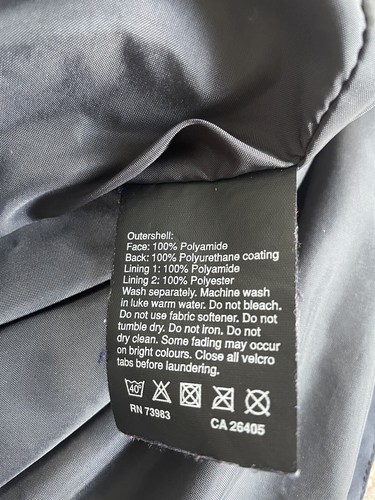 Outershell:
Face: 100% Polyamide
Back: 100% Polyurethane coating
Lining 1: 100% Polyamide
Lining 2: 100% Polyester
Wash separately. Machine wash
in luke warm water. Do not bleach.
Do not use fabric softener. Do not
tumble dry. Do not iron. Do not
dry clean. Some fading may occur
on bright colours. Close all velcro
tabs before laundering.
40°
RN 73983 CA 26405